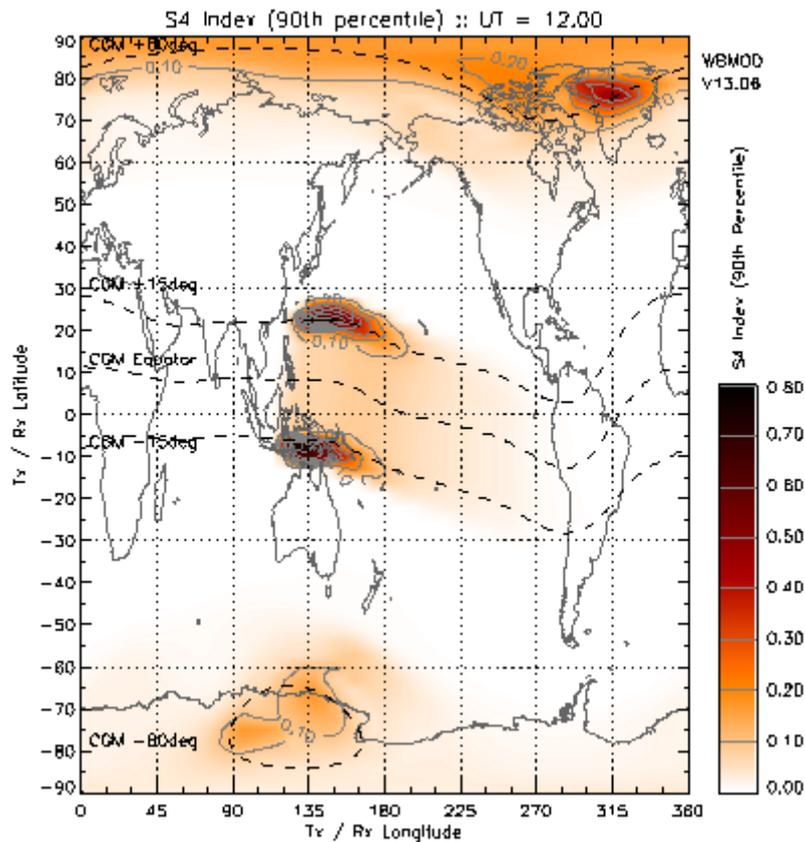 S4 Index (90th percentile) :: UT = 12.00
WBMOD
V13.06
90
80
70
60
50
40
30
20
10
0
-10
-20
-30
-40
-50
-60
-70
-80
-90
Tx / Rx Latitude
CGM +80deg
0.10
0.20
CGM +15deg
0.10
CGM Equator
CGM -15deg
0.10
CGM -80deg
0 45 90 135 180 225 270 315 360
Tx / Rx Longitude
S4 Index (90th Percentile)
0.80
0.70
0.60
0.50
0.40
0.30
0.20
0.10
0.00